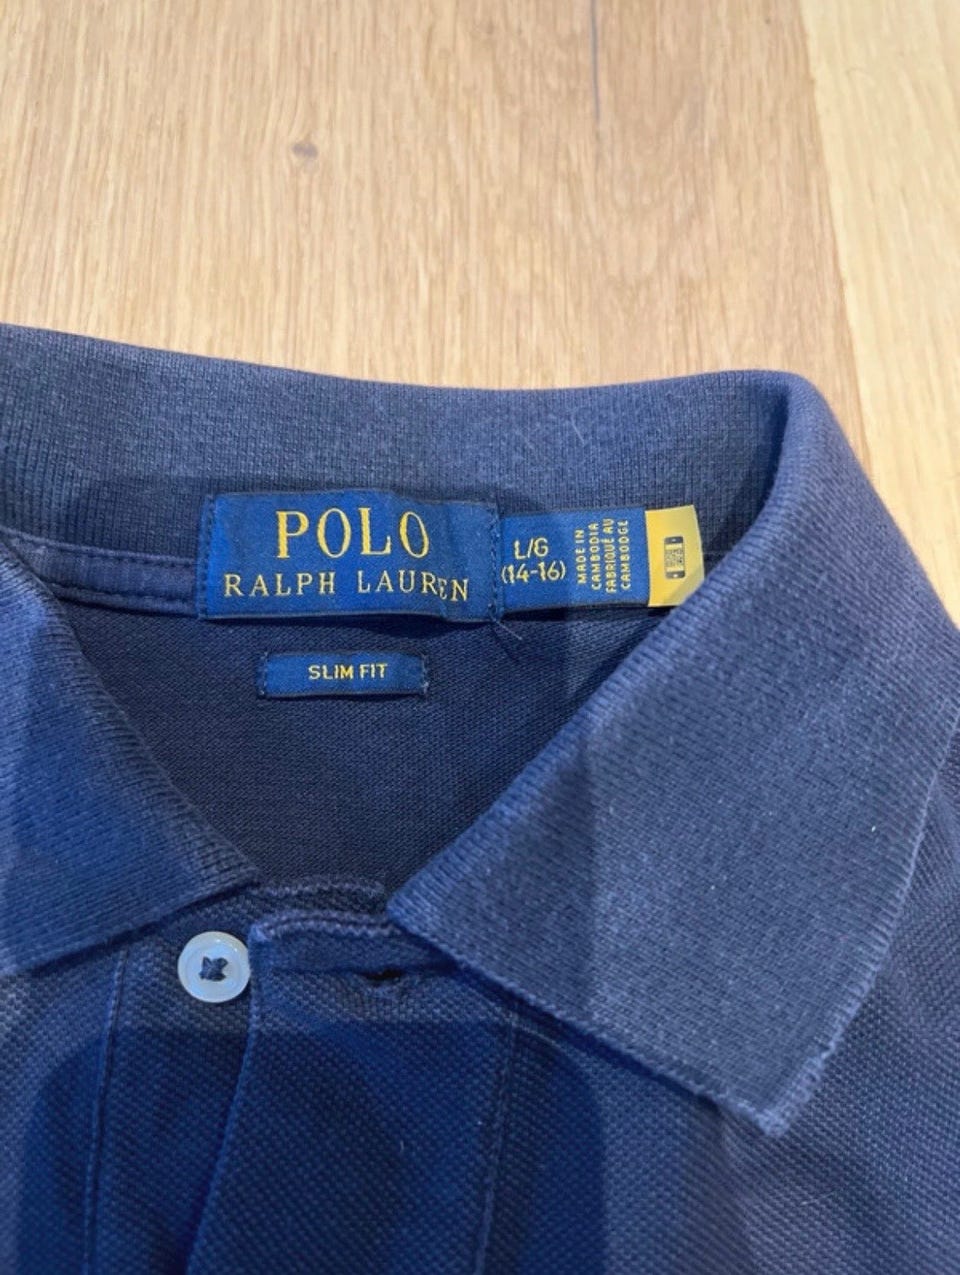 POLO
RALPH LAUREN
L/G
(14-16)
MADE IN
CAMBODIA
FABRIQUÉ AU
CAMBODGE
SLIM FIT